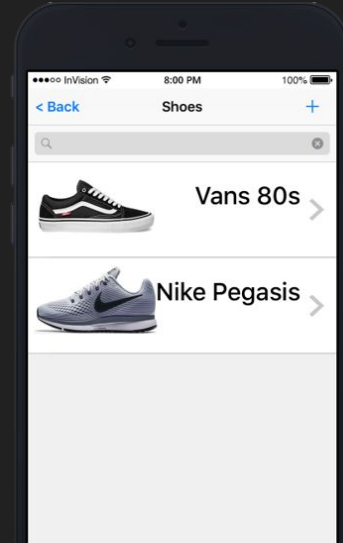 ●●●○○ InVision 8:00 PM 100%
< Back Shoes +
Vans 80s
Nike Pegasis